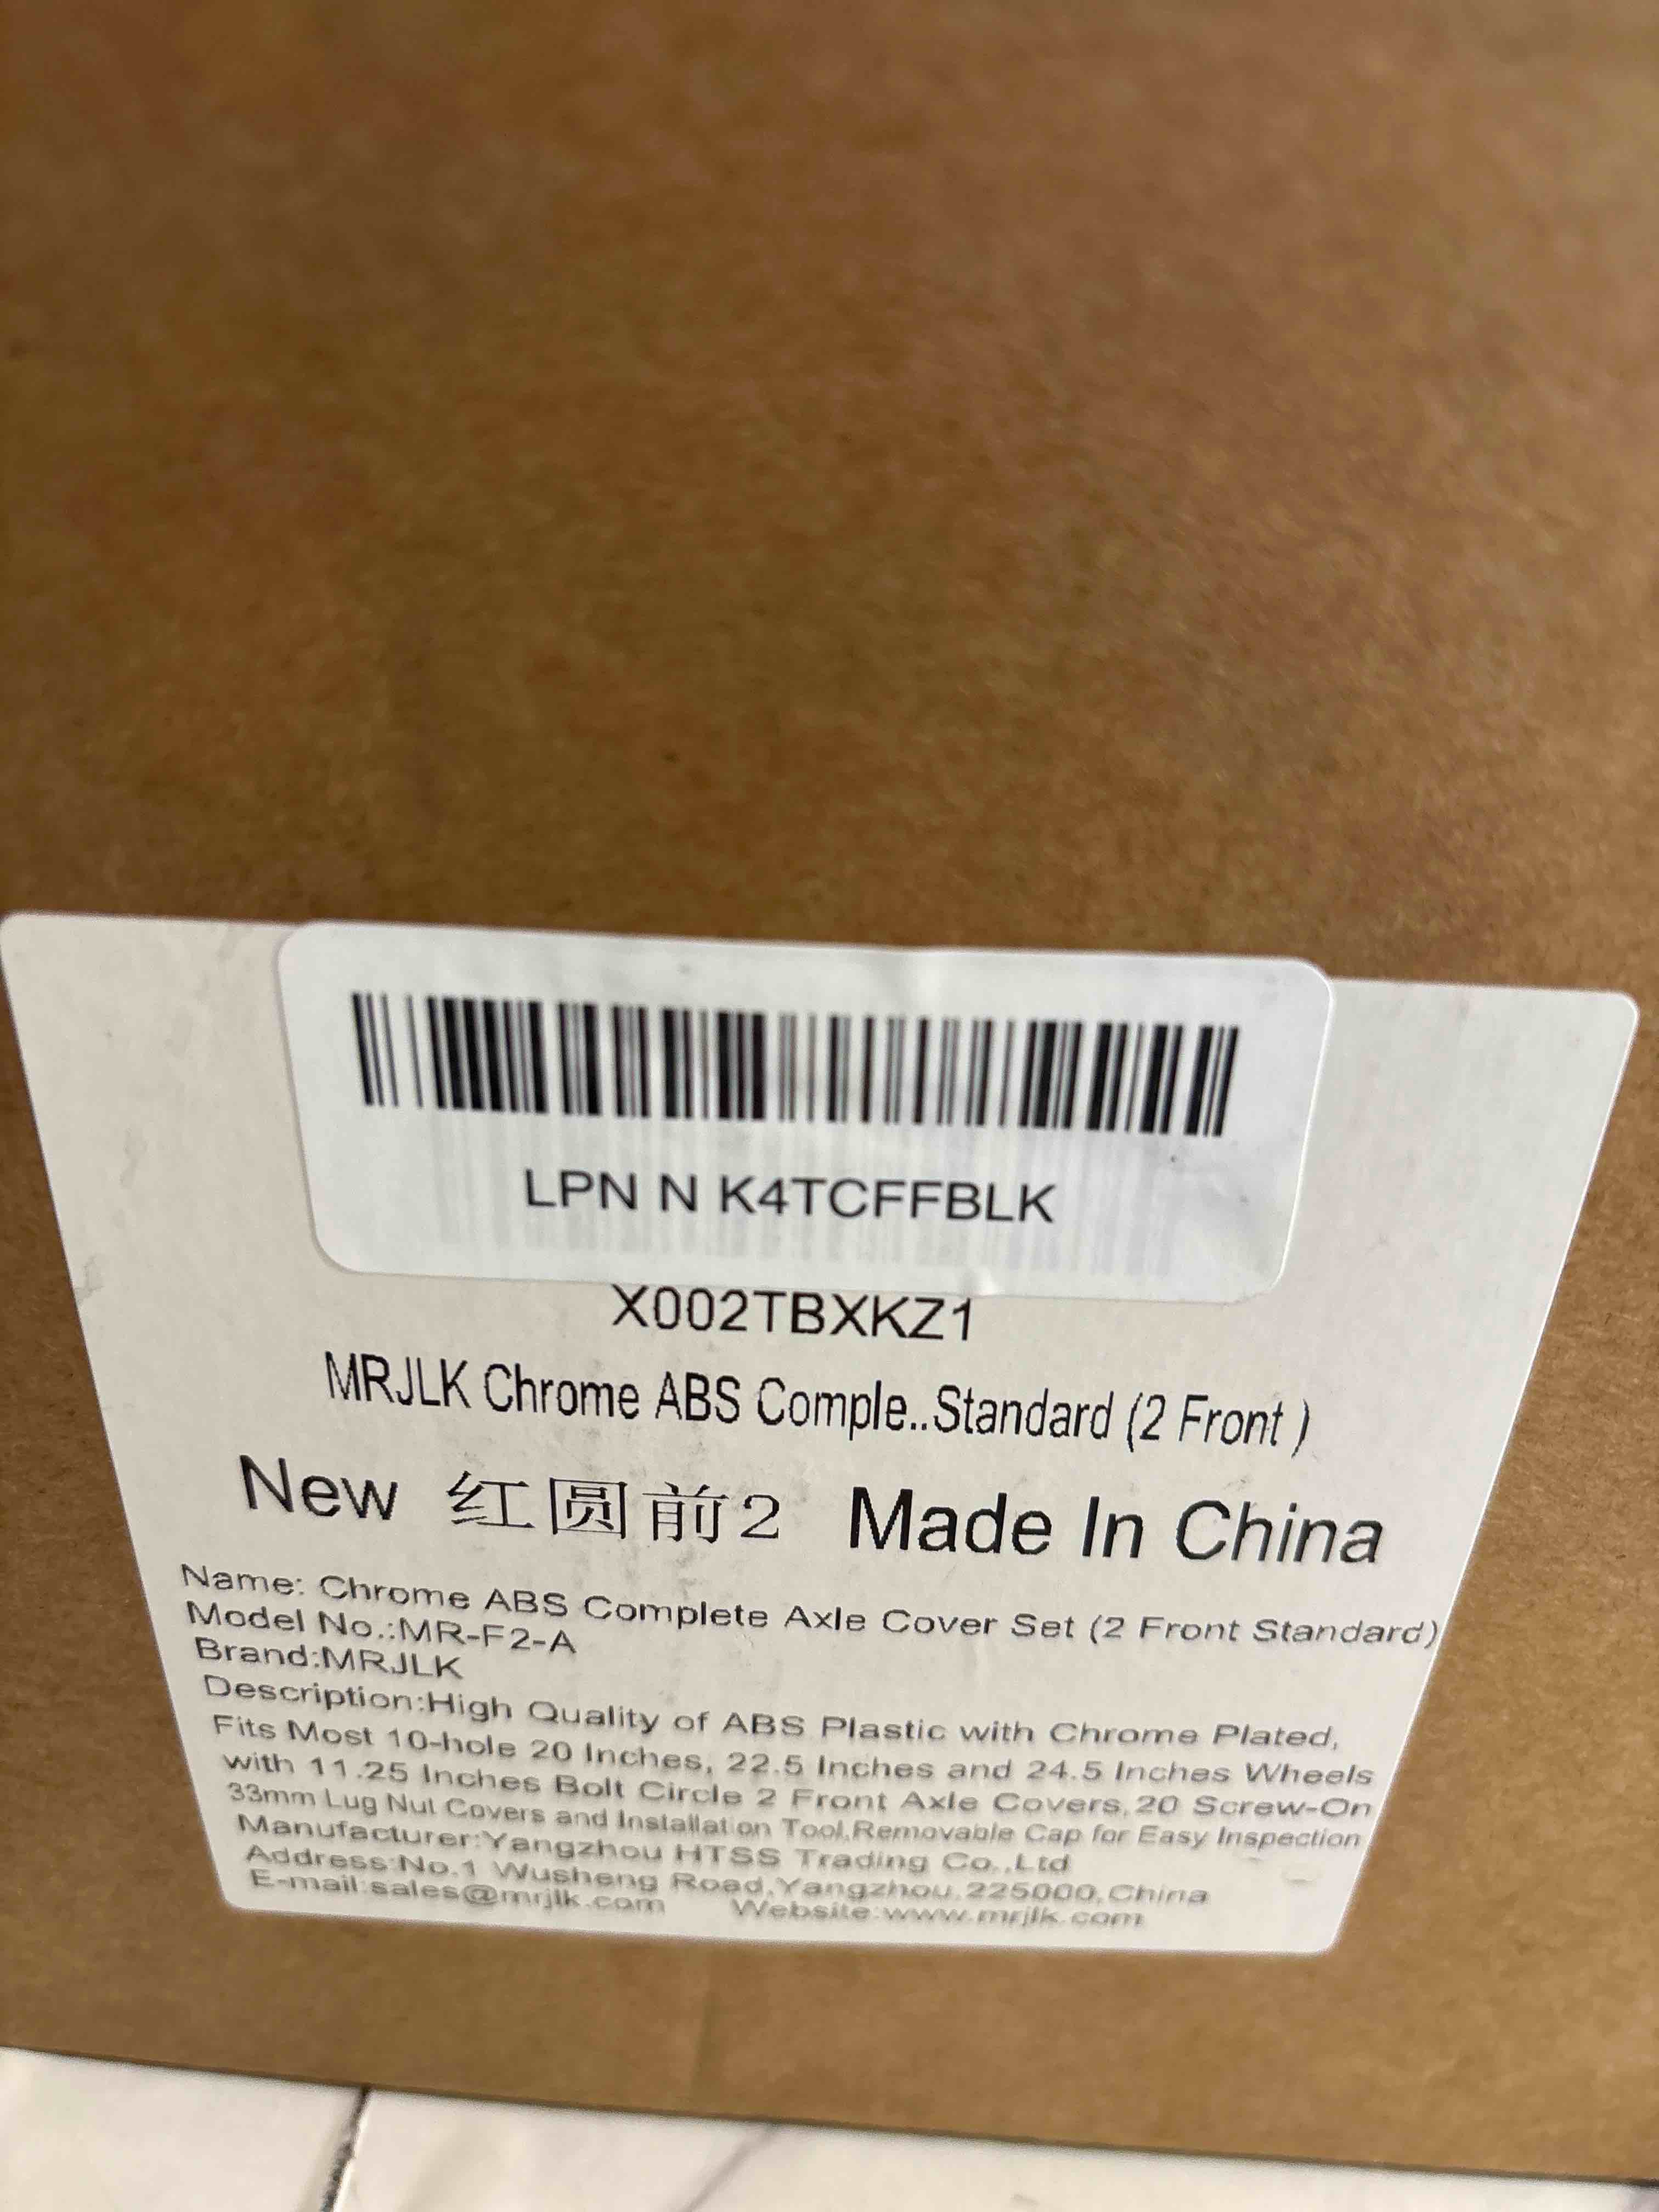 LPN N K4TCFFBLK
X002TBXKZ1
MRJLK Chrome ABS Comple..Standard (2 Front )
New 红圆前2 Made In China
Name: Chrome ABS Complete Axle Cover Set (2 Front Standard)
Model No.:MR-F2-A
Brand:MRJLK
Description:High Quality of ABS Plastic with Chrome Plated,
Fits Most 10-hole 20 Inches, 22.5 Inches and 24.5 Inches Wheels
with 11.25 Inches Bolt Circle 2 Front Axle Covers,20 Screw-On
33mm Lug Nut Covers and Installation Tool,Removable Cap for Easy Inspection
Manufacturer:Yangzhou HTSS Trading Co.,Ltd
Address:No.1 Wusheng Road,Yangzhou,225000,China
E-mail:sales@mrjlk.com Website:www.mrjlk.com